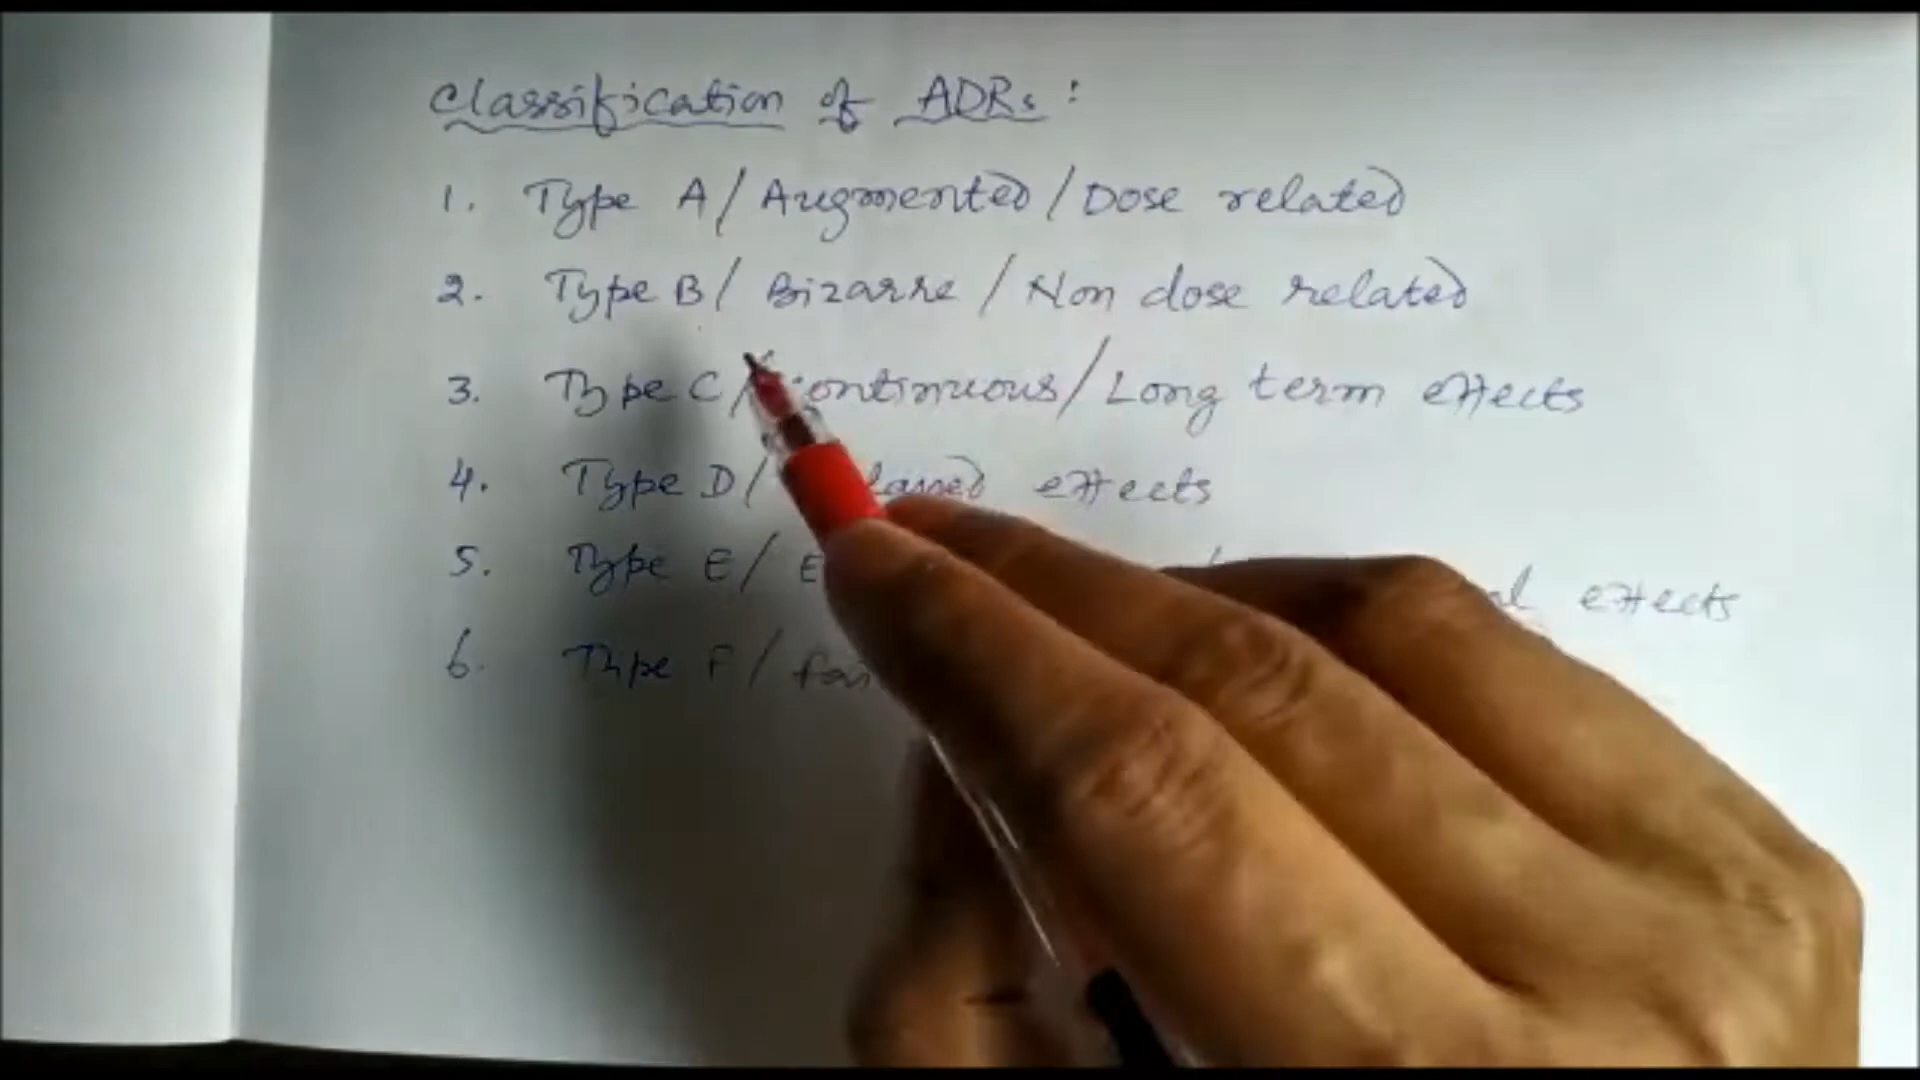 Classification of ADRs :
1. Type A / Augmented / Dose related
2. Type B / Bizarre / Non dose related
3. Type C / Continuous / Long term effects
4. Type D / effects
5. Type E / effects
6. Type F /